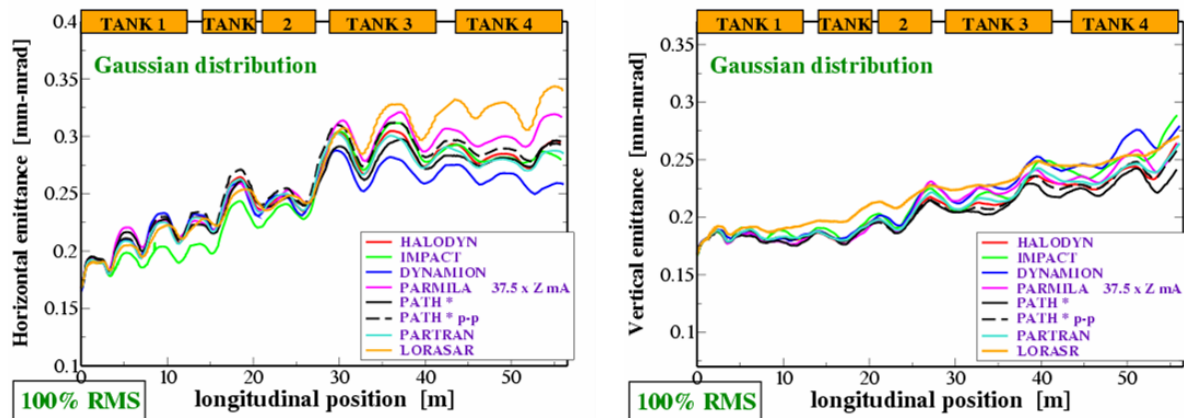 TANK 1 TANK 2 TANK 3 TANK 4
0.4
0.35
0.3
0.25
0.2
0.15
0.1
Horizontal emittance [mm-mrad]
Gaussian distribution
HALODYN
IMPACT
DYNAMION
PARMILA 37.5 x Z mA
PATH *
PATH * p-p
PARTRAN
LORASAR
0 10 20 30 40 50
longitudinal position [m]
100% RMS
TANK 1 TANK 2 TANK 3 TANK 4
0.35
0.3
0.25
0.2
0.15
0.1
Vertical emittance [mm-mrad]
Gaussian distribution
HALODYN
IMPACT
DYNAMION
PARMILA 37.5 x Z mA
PATH *
PATH * p-p
PARTRAN
LORASR
0 10 20 30 40 50
longitudinal position [m]
100% RMS